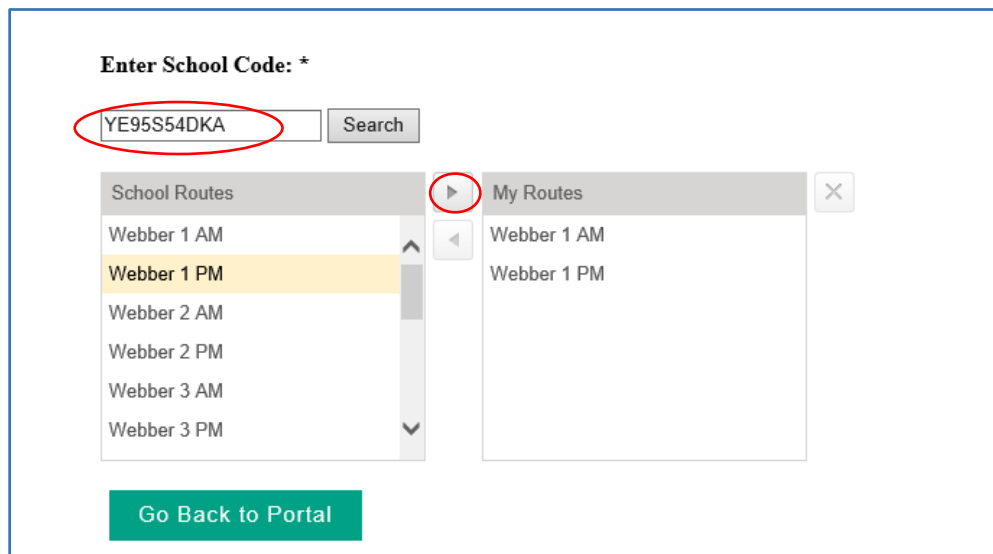 Enter School Code: *
YE95S54DKA Search
School Routes My Routes
Webber 1 AM Webber 1 AM
Webber 1 PM Webber 1 PM
Webber 2 AM
Webber 2 PM
Webber 3 AM
Webber 3 PM
Go Back to Portal